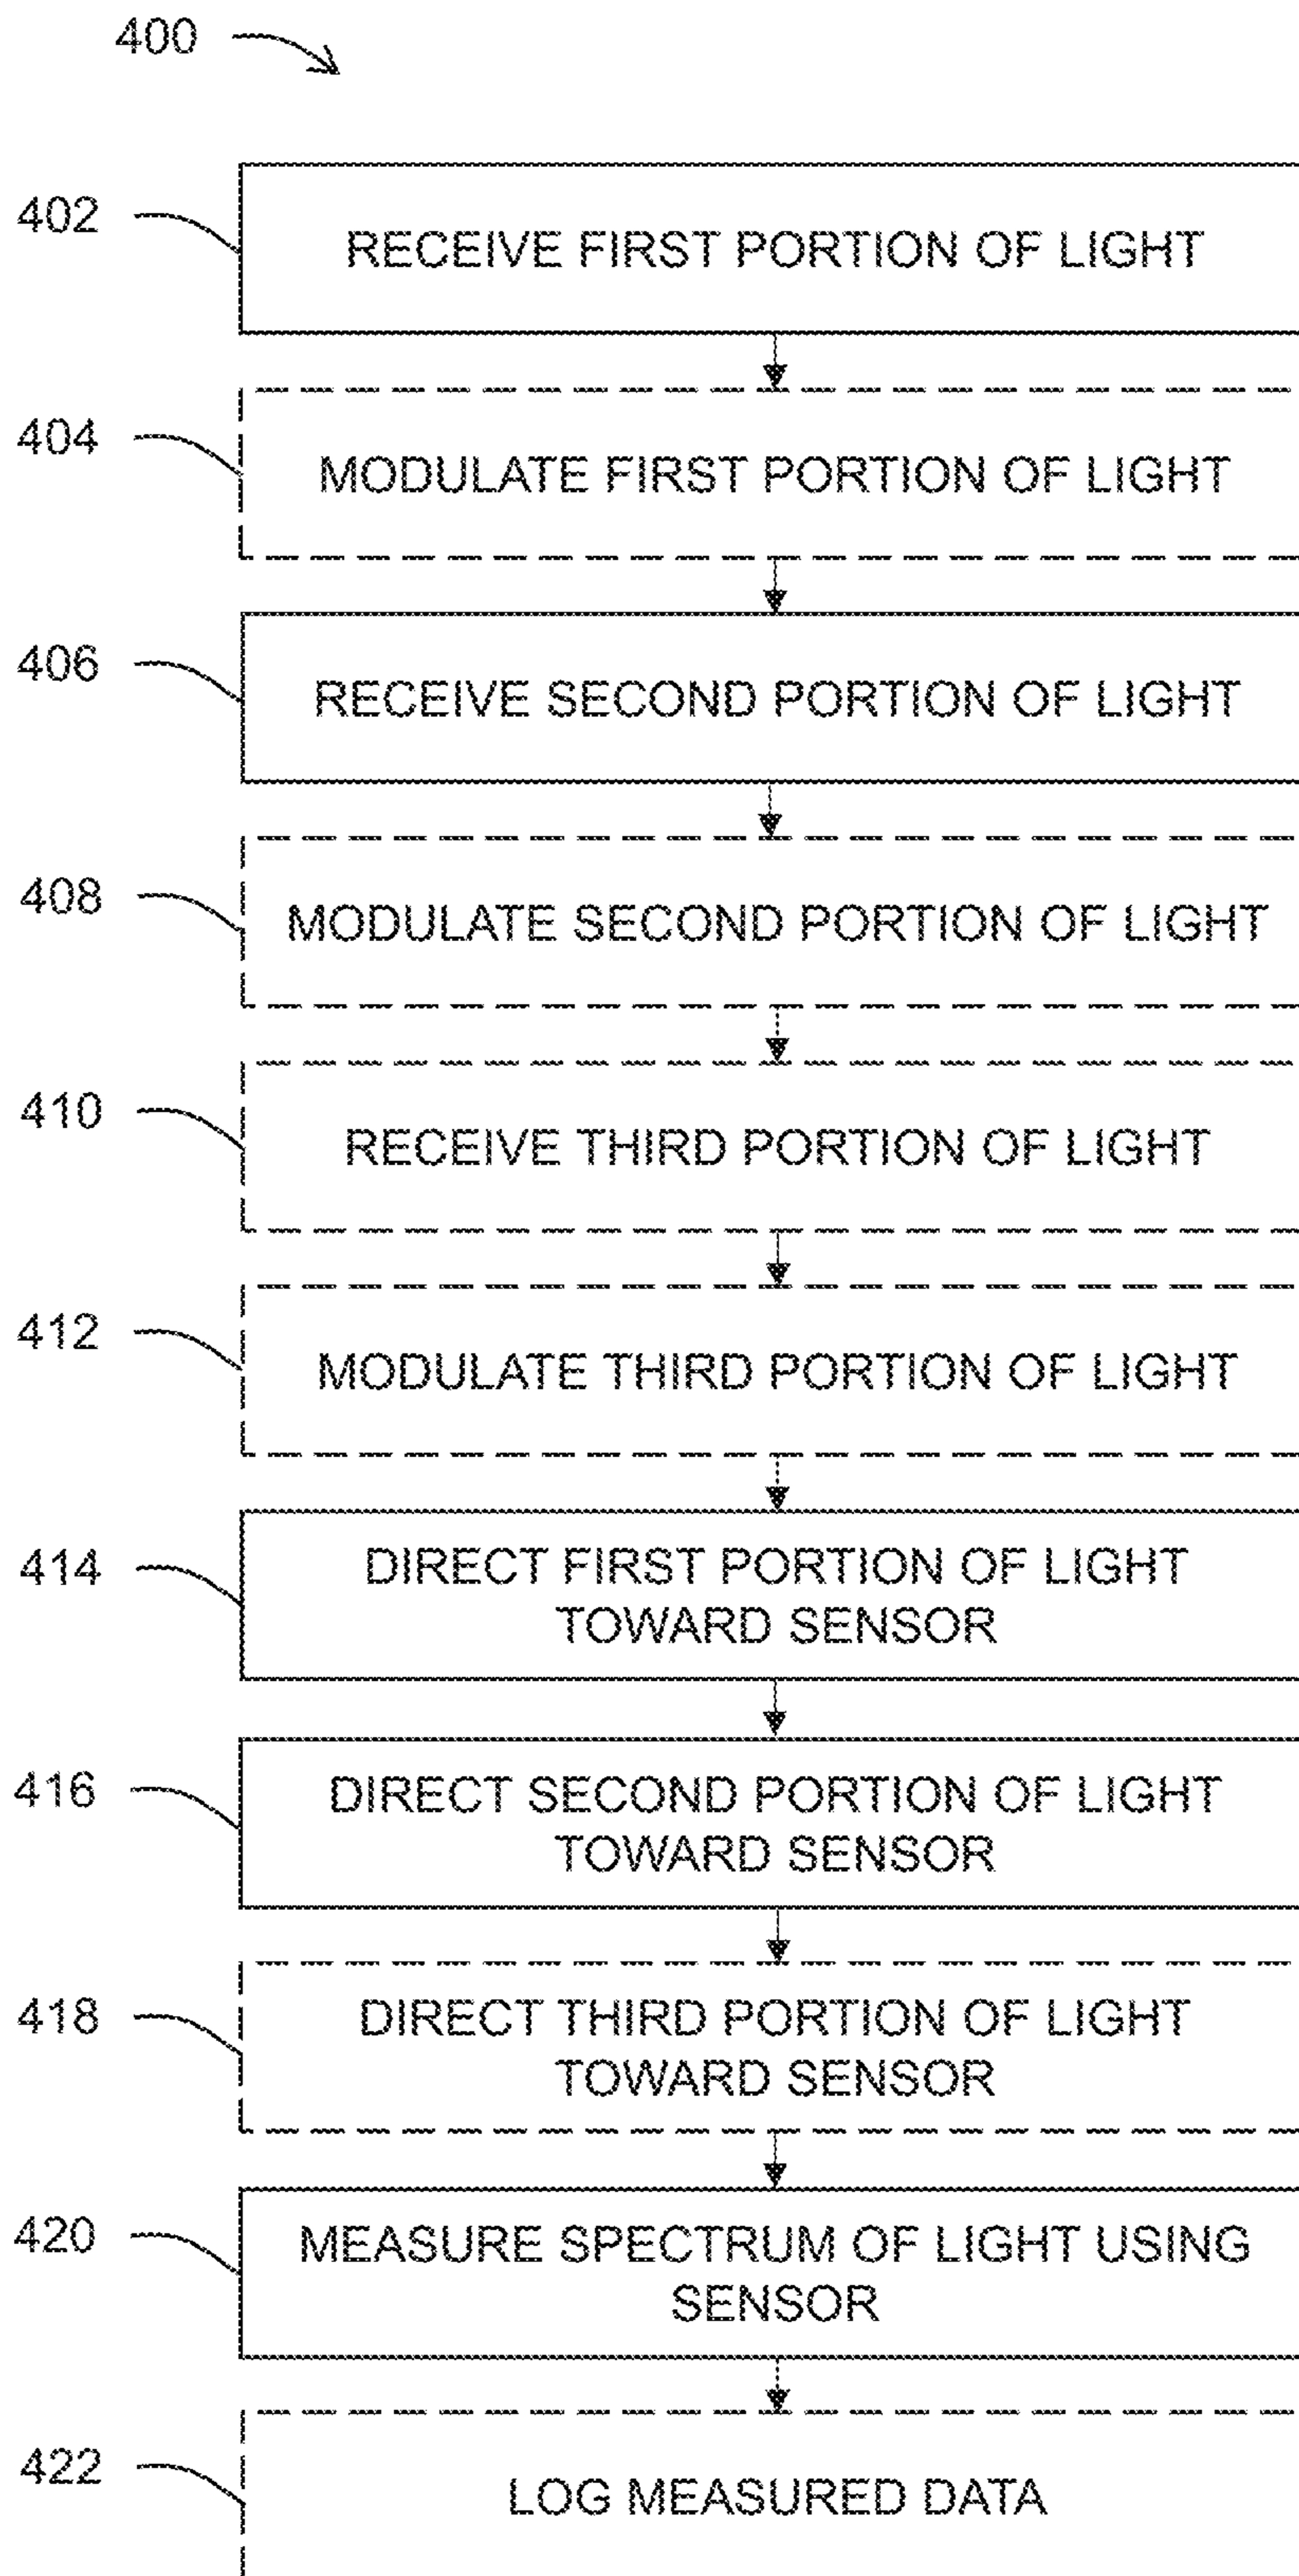 400
402
RECEIVE FIRST PORTION OF LIGHT
404
MODULATE FIRST PORTION OF LIGHT
406
RECEIVE SECOND PORTION OF LIGHT
408
MODULATE SECOND PORTION OF LIGHT
410
RECEIVE THIRD PORTION OF LIGHT
412
MODULATE THIRD PORTION OF LIGHT
414
DIRECT FIRST PORTION OF LIGHT
TOWARD SENSOR
416
DIRECT SECOND PORTION OF LIGHT
TOWARD SENSOR
418
DIRECT THIRD PORTION OF LIGHT
TOWARD SENSOR
420
MEASURE SPECTRUM OF LIGHT USING
SENSOR
422
LOG MEASURED DATA